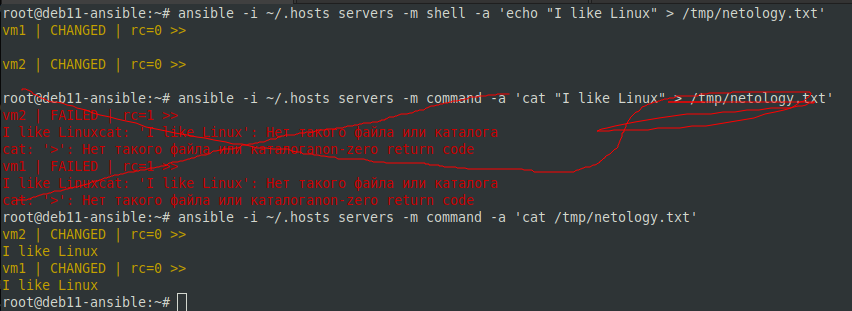 root@deb11-ansible:~# ansible -i ~/.hosts servers -m shell -a 'echo "I like Linux" > /tmp/netology.txt'
vm1 | CHANGED | rc=0 >>
vm2 | CHANGED | rc=0 >>
root@deb11-ansible:~# ansible -i ~/.hosts servers -m command -a 'cat "I like Linux" > /tmp/netology.txt'
vm2 | FAILED | rc=1 >>
I like Linuxcat: 'I like Linux': Нет такого файла или каталога
cat: '>': Нет такого файла или каталогаnon-zero return code
vm1 | FAILED | rc=1 >>
I like Linuxcat: 'I like Linux': Нет такого файла или каталога
cat: '>': Нет такого файла или каталогаnon-zero return code
root@deb11-ansible:~# ansible -i ~/.hosts servers -m command -a 'cat /tmp/netology.txt'
vm2 | CHANGED | rc=0 >>
I like Linux
vm1 | CHANGED | rc=0 >>
I like Linux
root@deb11-ansible:~#